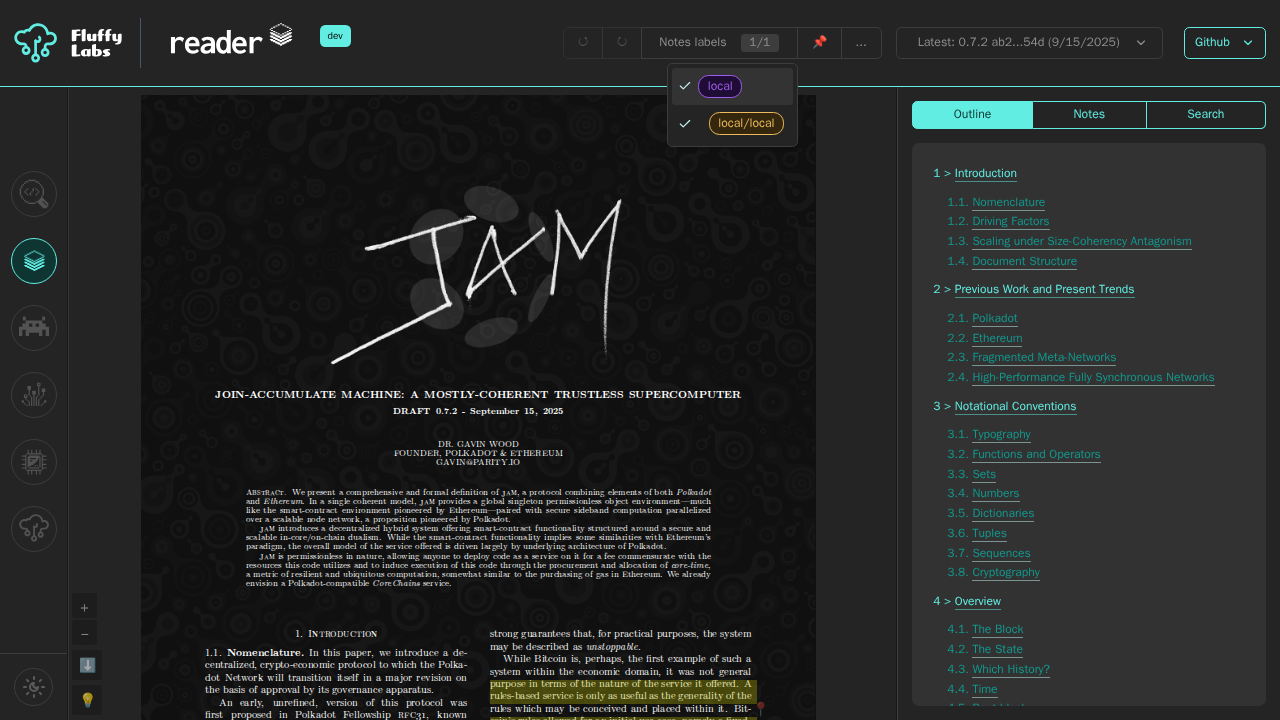 Fluffy
Labs
reader
dev
Notes labels 1/1
...
Latest: 0.7.2 ab2...54d (9/15/2025)
Github
local
local/local
Outline
Notes
Search
JAM
JOIN-ACCUMULATE MACHINE: A MOSTLY-COHERENT TRUSTLESS SUPERCOMPUTER
DRAFT 0.7.2 - September 15, 2025
DR. GAVIN WOOD
FOUNDER, POLKADOT & ETHEREUM
GAVIN@PARITY.IO
Abstract. We present a comprehensive and formal definition of Jam, a protocol combining elements of both Polkadot
and Ethereum. In a single coherent model, Jam provides a global singleton permissionless object environment—much
like the smart-contract environment pioneered by Ethereum—paired with secure sideband computation parallelized
over a scalable node network, a proposition pioneered by Polkadot.
Jam introduces a decentralized hybrid system offering smart-contract functionality structured around a secure and
scalable in-core/on-chain dualism. While the smart-contract functionality implies some similarities with Ethereum's
paradigm, the overall model of the service offered is driven largely by underlying architecture of Polkadot.
Jam is permissionless in nature, allowing anyone to deploy code as a service on it for a fee commensurate with the
resources this code utilizes and to induce execution of this code through the procurement and allocation of core-time,
a metric of resilient and ubiquitous computation, somewhat similar to the purchasing of gas in Ethereum. We already
envision a Polkadot-compatible CoreChains service.
1. Introduction
1.1. Nomenclature. In this paper, we introduce a de-
centralized, crypto-economic protocol to which the Polka-
dot Network will transition itself in a major revision on
the basis of approval by its governance apparatus.
An early, unrefined, version of this protocol was
first proposed in Polkadot Fellowship RFC31, known
strong guarantees that, for practical purposes, the system
may be described as unstoppable.
While Bitcoin is, perhaps, the first example of such a
system within the economic domain, it was not general
purpose in terms of the nature of the service it offered. A
rules-based service is only as useful as the generality of the
rules which may be conceived and placed within it. Bit-
coin's rules allowed for an initial use-case, namely a fixed-
1 > Introduction
1.1. Nomenclature
1.2. Driving Factors
1.3. Scaling under Size-Coherency Antagonism
1.4. Document Structure
2 > Previous Work and Present Trends
2.1. Polkadot
2.2. Ethereum
2.3. Fragmented Meta-Networks
2.4. High-Performance Fully Synchronous Networks
3 > Notational Conventions
3.1. Typography
3.2. Functions and Operators
3.3. Sets
3.4. Numbers
3.5. Dictionaries
3.6. Tuples
3.7. Sequences
3.8. Cryptography
4 > Overview
4.1. The Block
4.2. The State
4.3. Which History?
4.4. Time